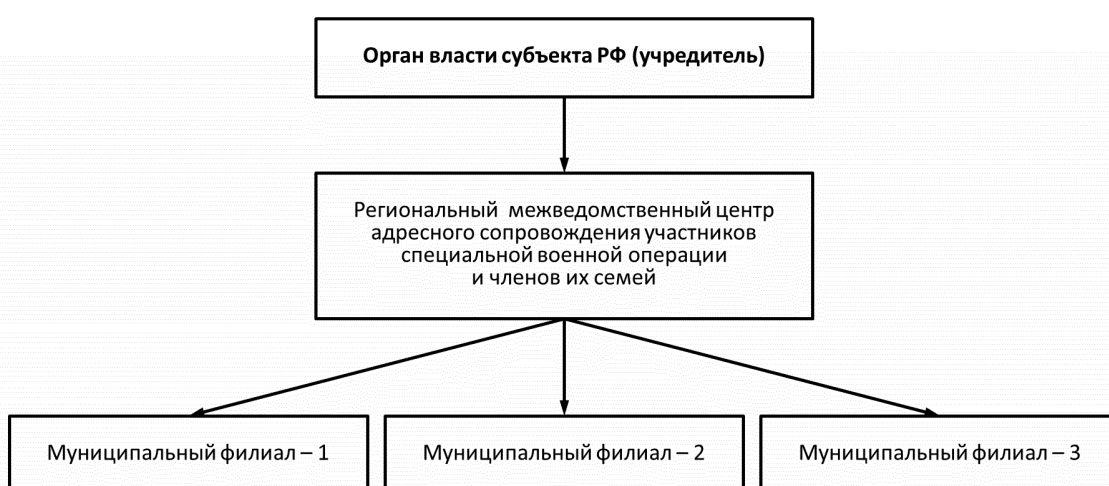 Орган власти субъекта РФ (учредитель)
Региональный межведомственный центр
адресного сопровождения участников
специальной военной операции
и членов их семей
Муниципальный филиал – 1
Муниципальный филиал – 2
Муниципальный филиал – 3